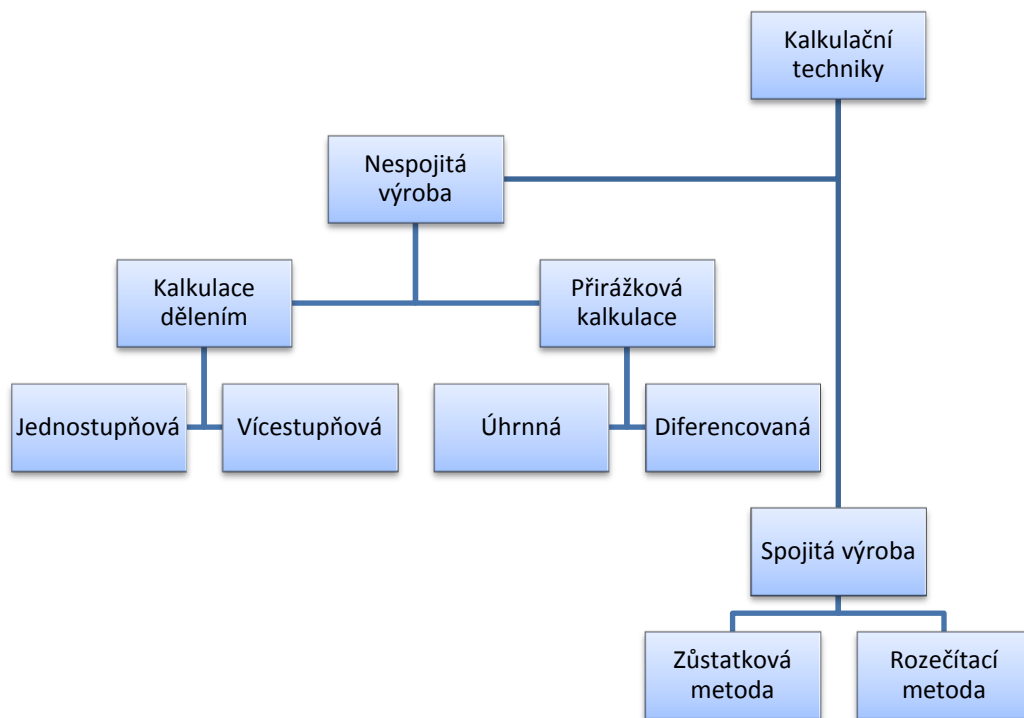 Kalkulační
techniky
Nespojitá
výroba
Kalkulace
dělením
Přirážková
kalkulace
Jednostupňová
Vícestupňová
Úhrnná
Diferencovaná
Spojitá výroba
Zůstatková
metoda
Rozečítací
metoda